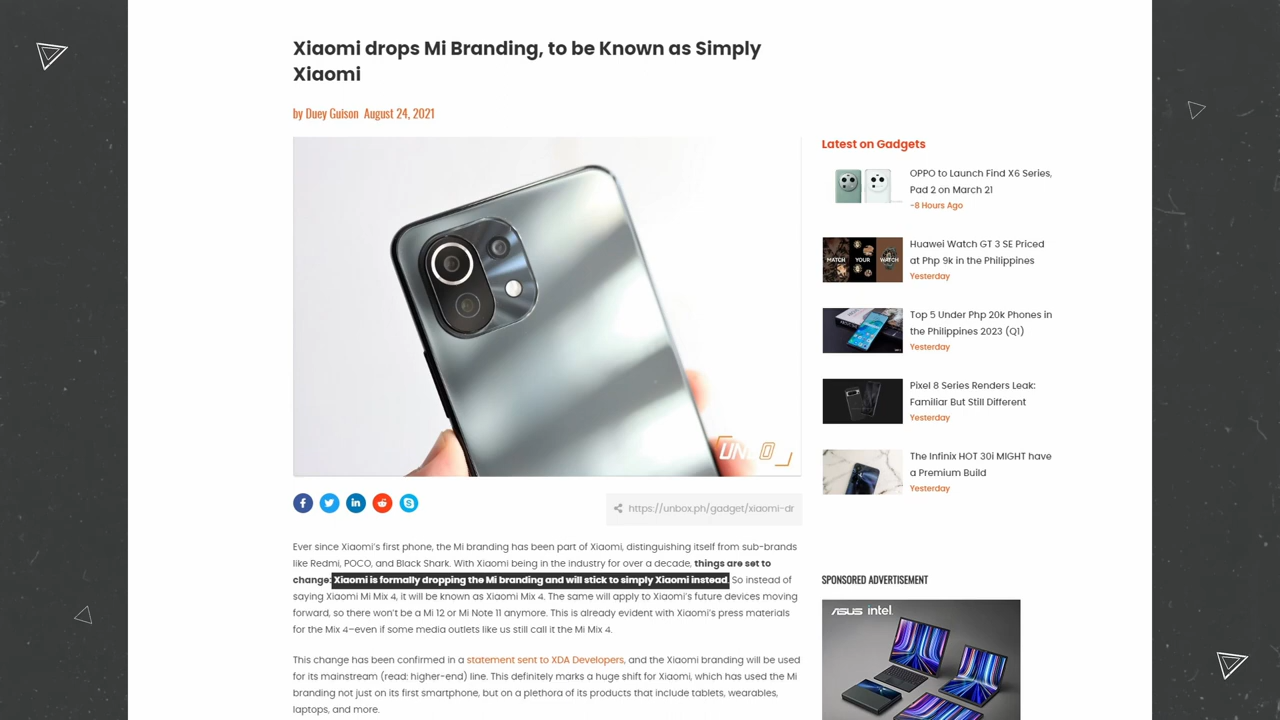 Xiaomi drops Mi Branding, to be Known as Simply
Xiaomi
by Duey Guison August 24, 2021
Ever since Xiaomi's first phone, the Mi branding has been part of Xiaomi, distinguishing itself from sub-brands
like Redmi, POCO, and Black Shark. With Xiaomi being in the industry for over a decade, things are set to
change: Xiaomi is formally dropping the Mi branding and will stick to simply Xiaomi instead. So instead of
saying Xiaomi Mi Mix 4, it will be known as Xiaomi Mix 4. The same will apply to Xiaomi's future devices moving
forward, so there won't be a Mi 12 or Mi Note 11 anymore. This is already evident with Xiaomi's press materials
for the Mix 4–even if some media outlets like us still call it the Mi Mix 4.
This change has been confirmed in a statement sent to XDA Developers, and the Xiaomi branding will be used
for its mainstream (read: higher-end) line. This definitely marks a huge shift for Xiaomi, which has used the Mi
branding not just on its first smartphone, but on a plethora of its products that include tablets, wearables,
laptops, and more.
https://unbox.ph/gadget/xiaomi-dr
Latest on Gadgets
OPPO to Launch Find X6 Series,
Pad 2 on March 21
-8 Hours Ago
MATCH YOUR WATCH
Huawei Watch GT 3 SE Priced
at Php 9k in the Philippines
Yesterday
Top 5 Under Php 20k Phones in
the Philippines 2023 (Q1)
Yesterday
Pixel 8 Series Renders Leak:
Familiar But Still Different
Yesterday
The Infinix HOT 30i MIGHT have
a Premium Build
Yesterday
SPONSORED ADVERTISEMENT
ASUS intel.